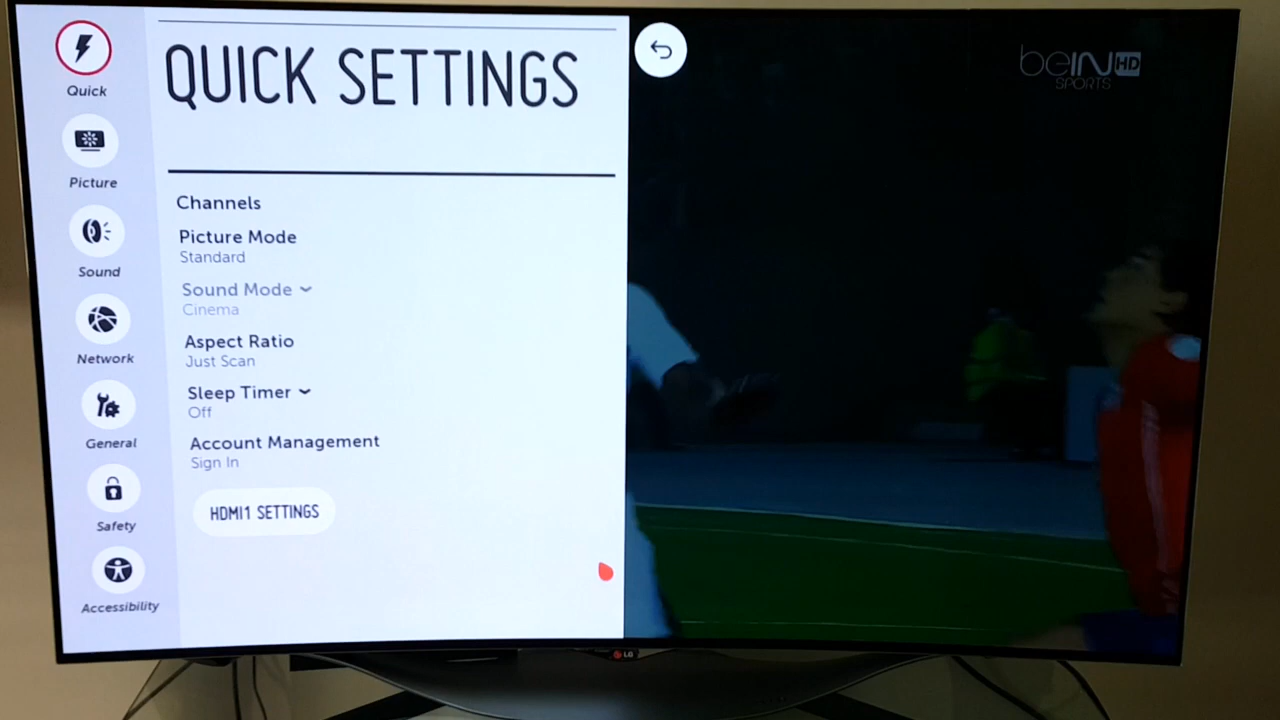 QUICK SETTINGS
Quick
Picture
Sound
Network
General
Safety
Accessibility
Channels
Picture Mode
Standard
Sound Mode
Cinema
Aspect Ratio
Just Scan
Sleep Timer
Off
Account Management
Sign In
HDMI1 SETTINGS
beIN HD
SPORTS
LG